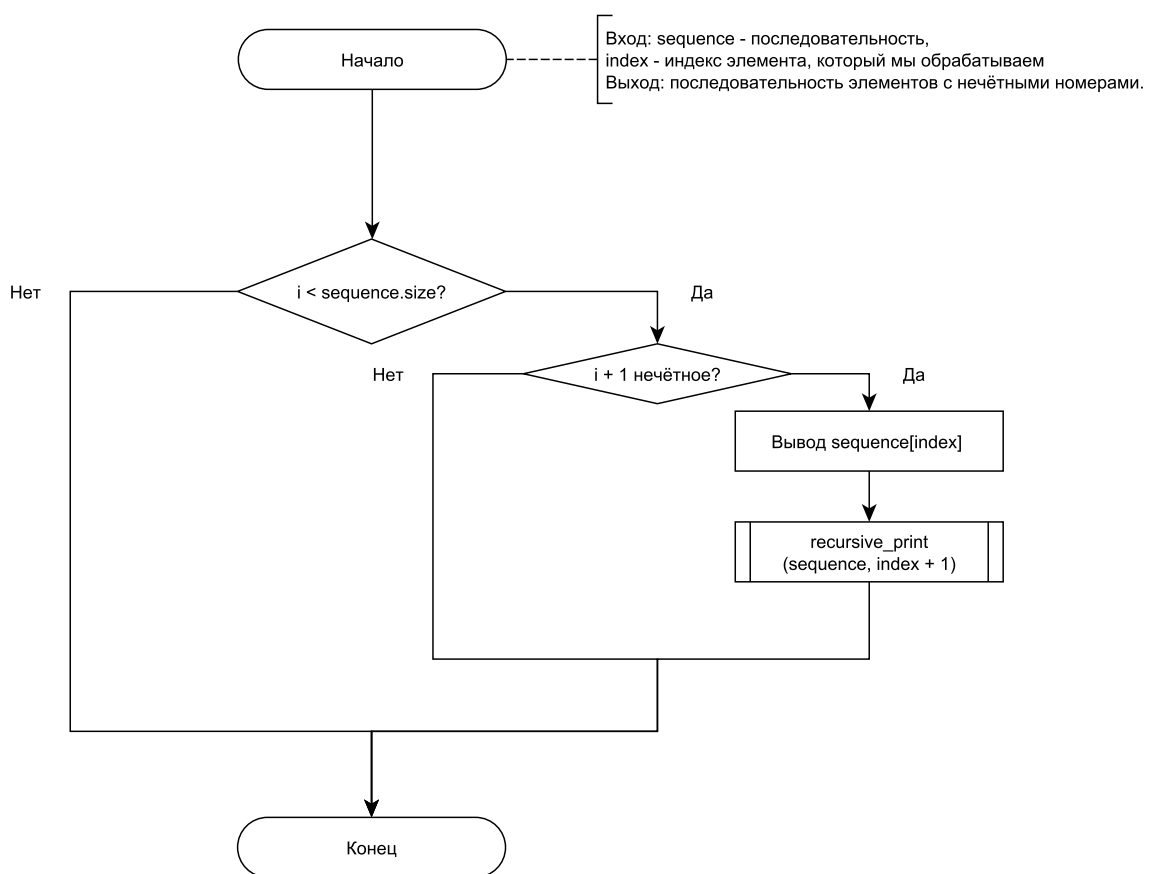 Начало
Вход: sequence - последовательность,
index - индекс элемента, который мы обрабатываем
Выход: последовательность элементов с нечётными номерами.
Нет
i < sequence.size?
Да
Нет
i + 1 нечётное?
Да
Вывод sequence[index]
recursive_print
(sequence, index + 1)
Конец